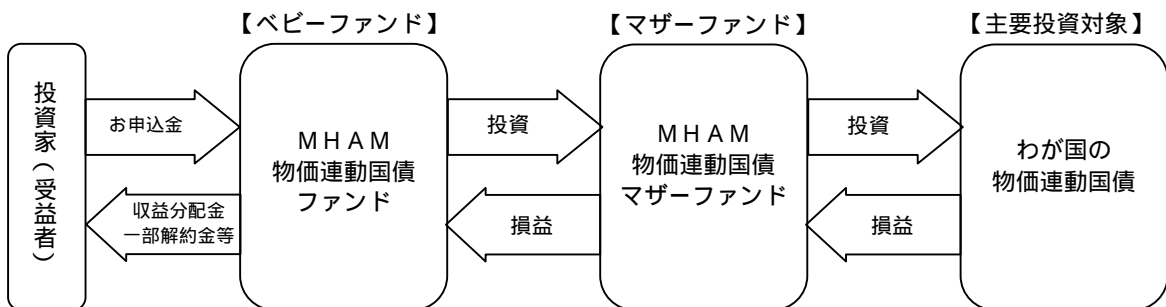 【ベビーファンド】
【マザーファンド】
【主要投資対象】
投資家(受益者)
お申込金
収益分配金
一部解約金等
MHAM
物価連動国債
ファンド
投資
損益
MHAM
物価連動国債
マザーファンド
投資
損益
わが国の
物価連動国債